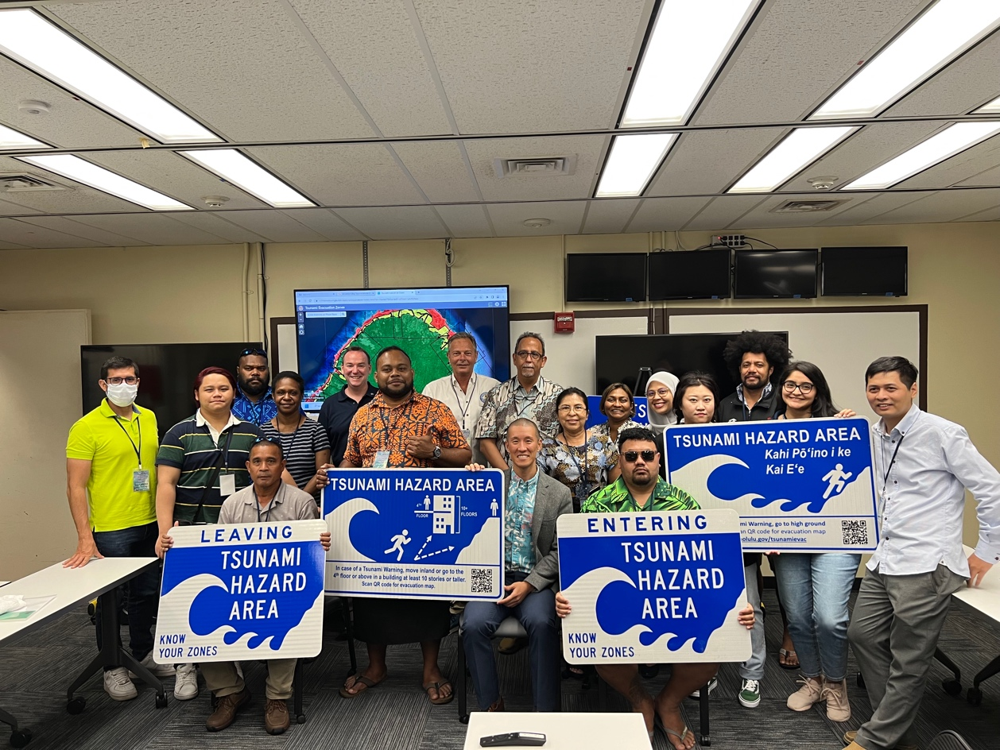 Tsunami Evacuation Zones
TS
TSUNAMI HAZARD AREA
Kahi Pōʻino i ke
Kai Eʻe
mi Warning, go to high ground
QR code for evacuation map
olulu.gov/tsunamievac
TSUNAMI HAZARD AREA
4TH
FLOOR
10+
FLOORS
In case of a Tsunami Warning, move inland or go to the
4th floor or above in a building at least 10 stories or taller.
Scan QR code for evacuation map.
LEAVING
TSUNAMI
HAZARD
AREA
KNOW
YOUR ZONES
ENTERING
TSUNAMI
HAZARD
AREA
KNOW
YOUR ZONES